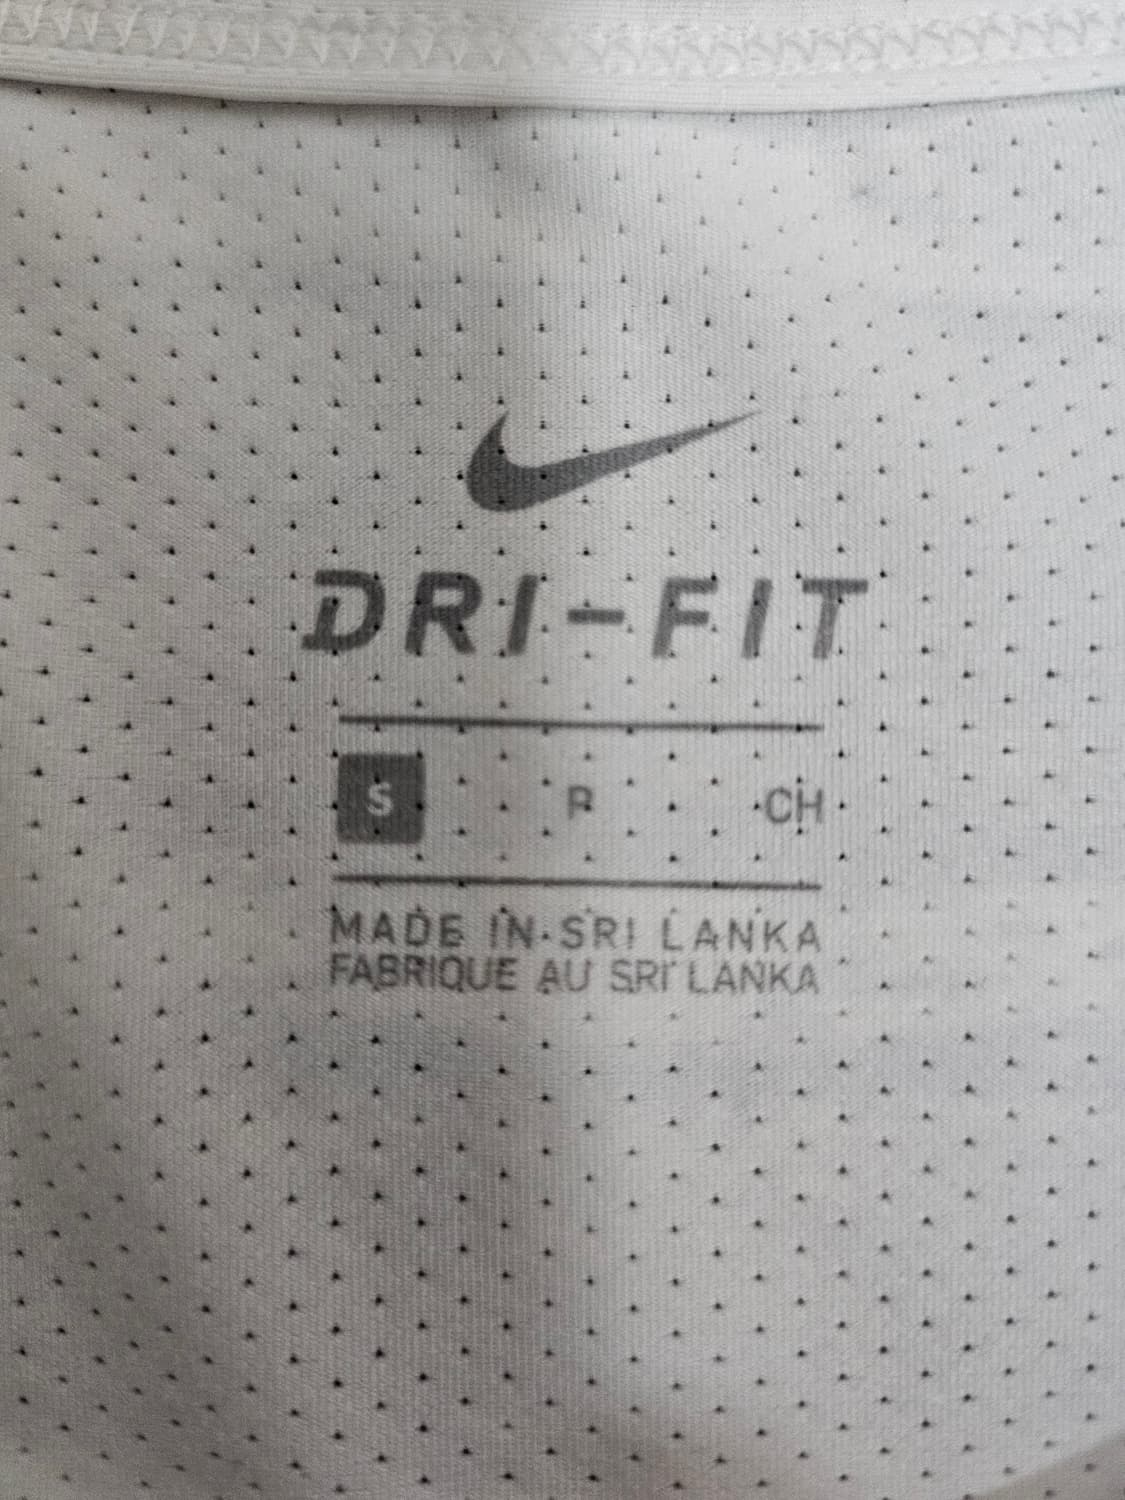 DRI-FIT
S P CH
MADE IN SRI LANKA
FABRIQUE AU SRI LANKA